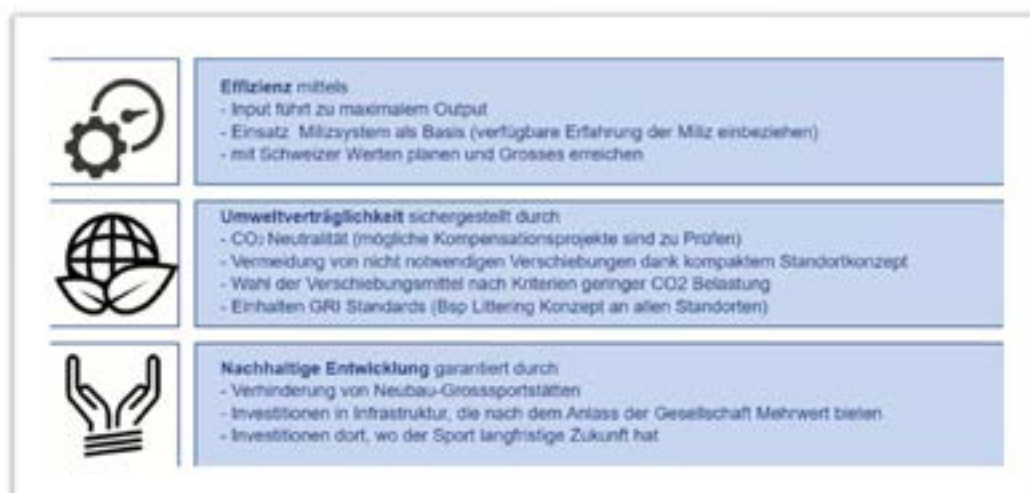 Effizienz mittels
- Input führt zu maximalem Output
- Einsatz Milizsystem als Basis (verfügbare Erfahrung der Miliz einbeziehen)
- mit Schweizer Werten planen und Grosses erreichen
Umweltverträglichkeit sichergestellt durch
- CO₂ Neutralität (mögliche Kompensationsprojekte sind zu Prüfen)
- Vermeidung von nicht notwendigen Verschiebungen dank kompaktem Standortkonzept
- Wahl der Verschiebungsmittel nach Kriterien geringer CO2 Belastung
- Einhalten GRI Standards (Bsp Littering Konzept an allen Standorten)
Nachhaltige Entwicklung garantiert durch
- Verhinderung von Neubau-Grosssportstätten
- Investitionen in Infrastruktur, die nach dem Anlass der Gesellschaft Mehrwert bieten
- Investitionen dort, wo der Sport langfristige Zukunft hat